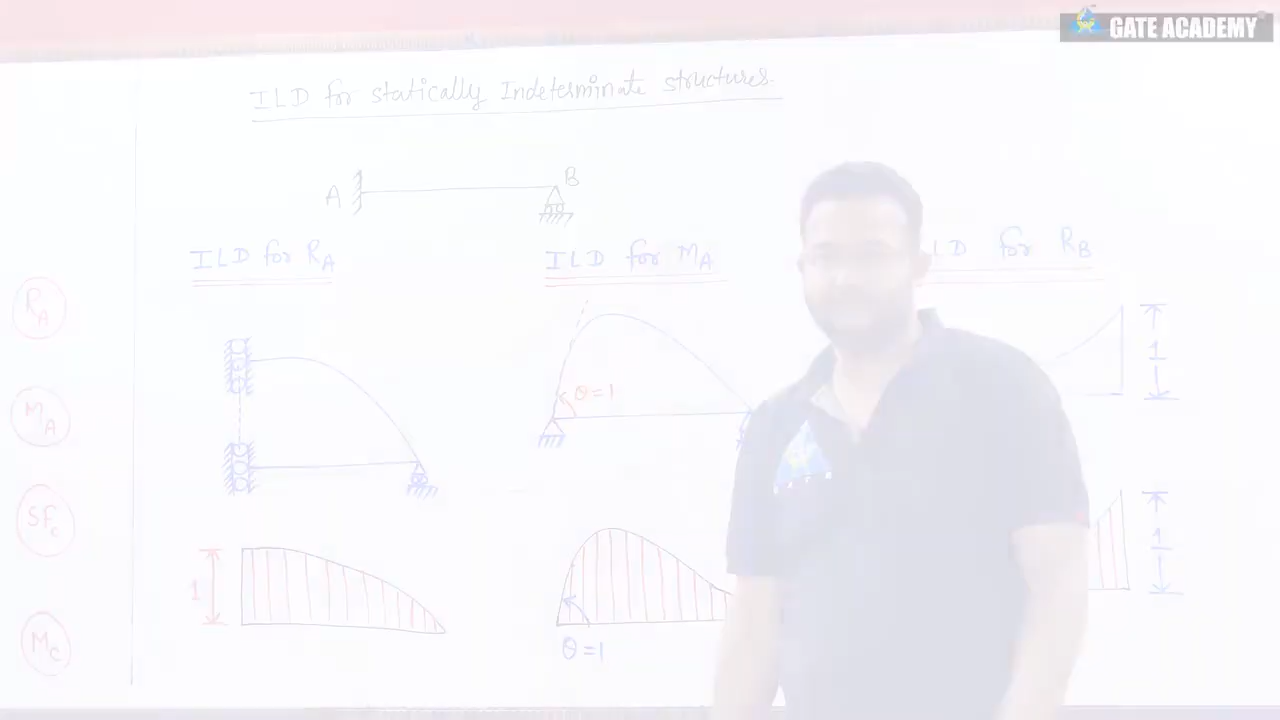 GATE ACADEMY
ILD for statically Indeterminate structures.
A
B
ILD for RA
ILD for MA
LD for RB
RA
MA
SFc
Mc
θ=1
1
1
1
θ=1